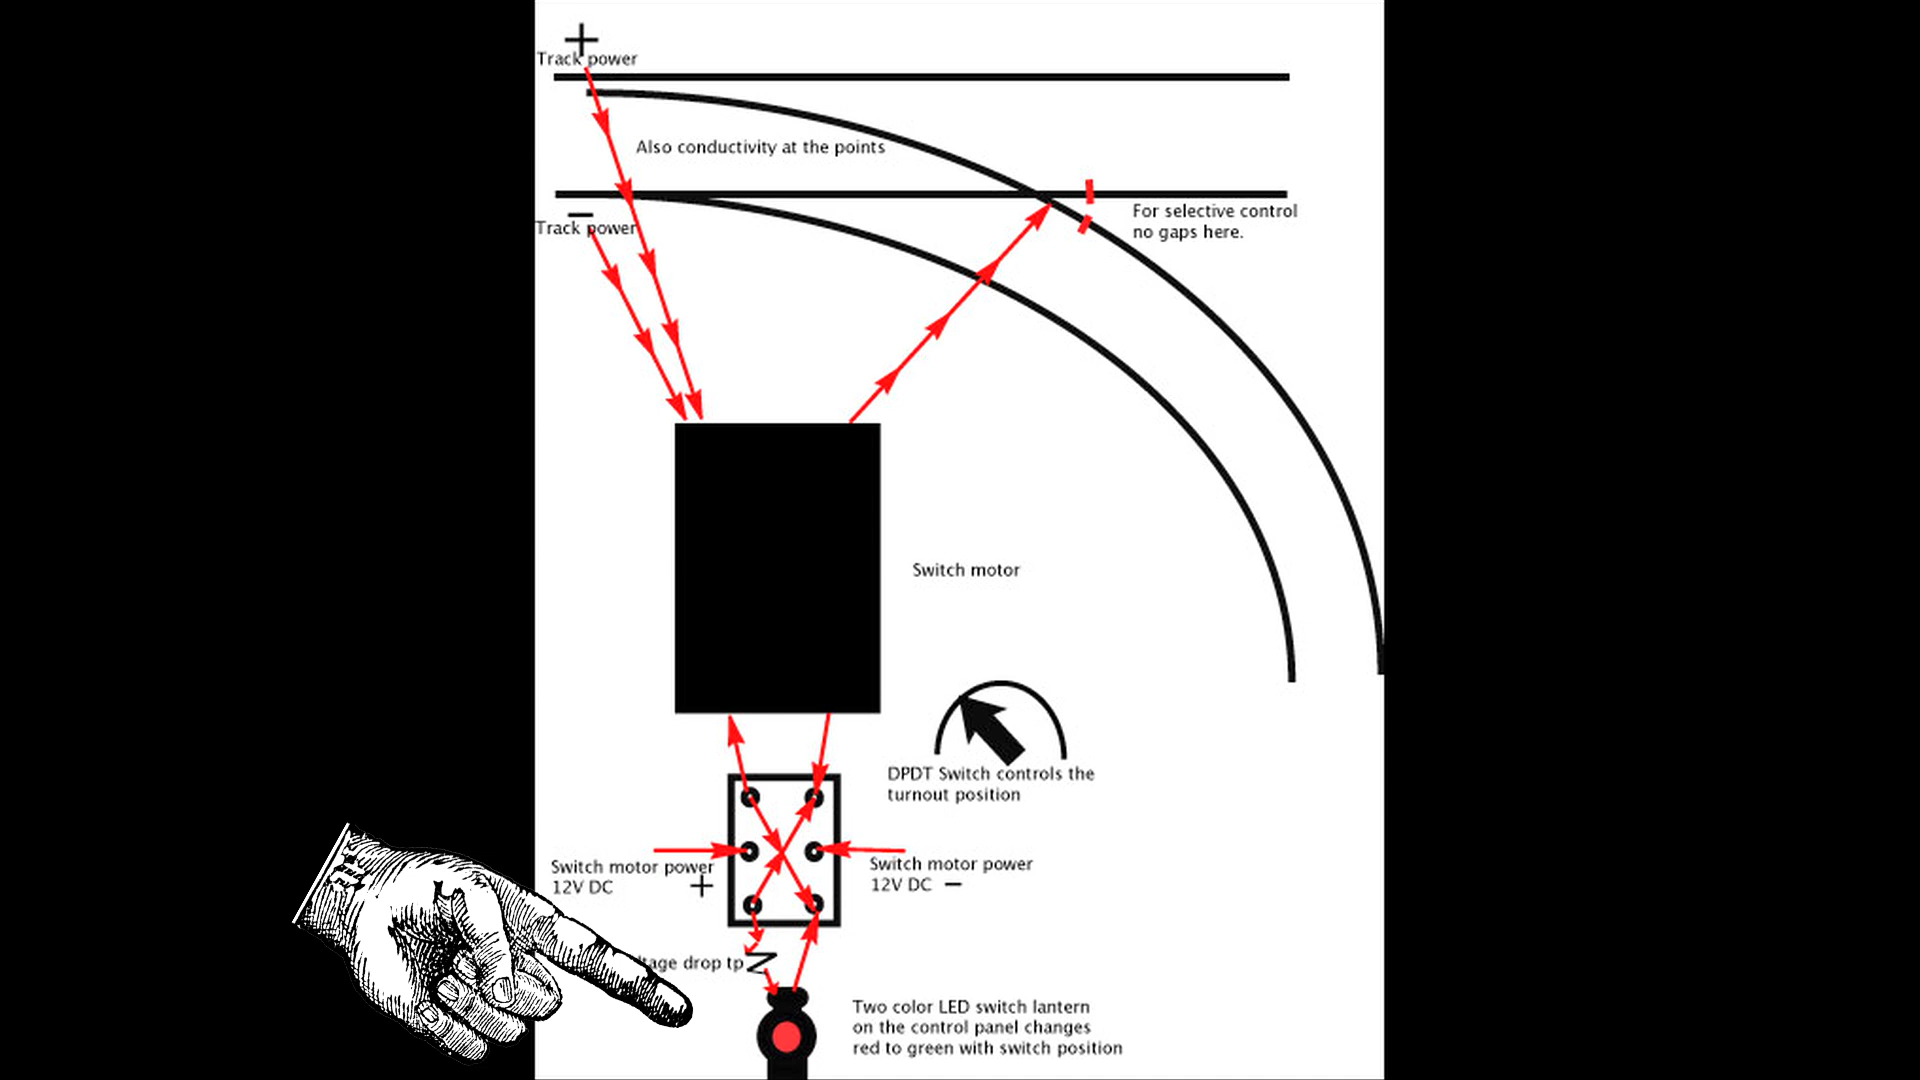 +
Track power
Also conductivity at the points
−
Track power
For selective control
no gaps here.
Switch motor
DPDT Switch controls the
turnout position
Switch motor power
12V DC +
Switch motor power
12V DC −
drop tp
Two color LED switch lantern
on the control panel changes
red to green with switch position